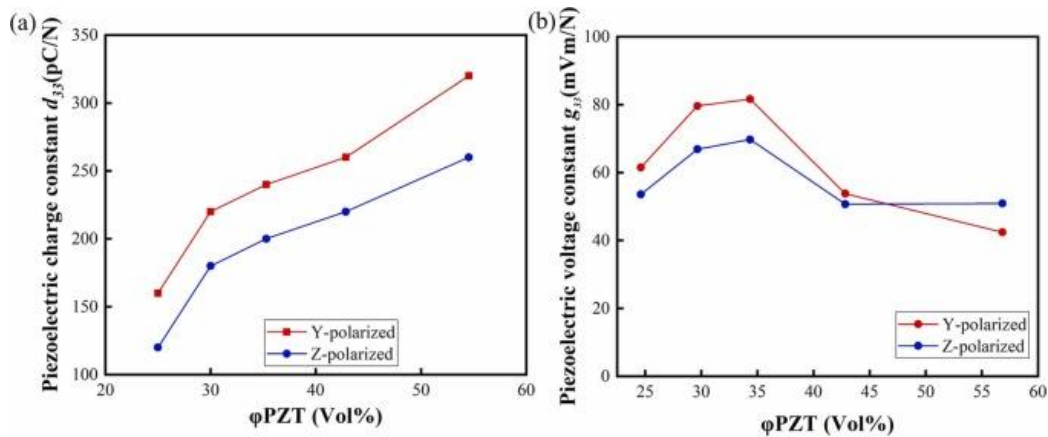 (a)
Piezoelectric charge constant d33(pC/N)
350
300
250
200
150
100
20
30
40
50
60
φPZT (Vol%)
Y-polarized
Z-polarized
(b)
Piezoelectric voltage constant g33(mVm/N)
100
80
60
40
20
0
25
30
35
40
45
50
55
60
φPZT (Vol%)
Y-polarized
Z-polarized